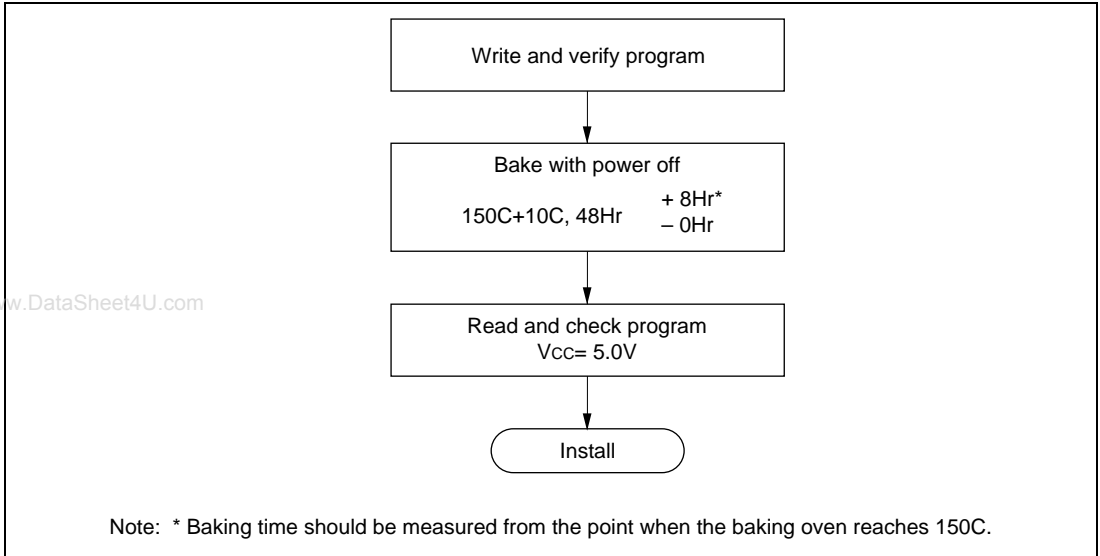 Write and verify program
Bake with power off
150C+10C, 48Hr + 8Hr*
– 0Hr
w.DataSheet4U.com
Read and check program
VCC= 5.0V
Install
Note: * Baking time should be measured from the point when the baking oven reaches 150C.